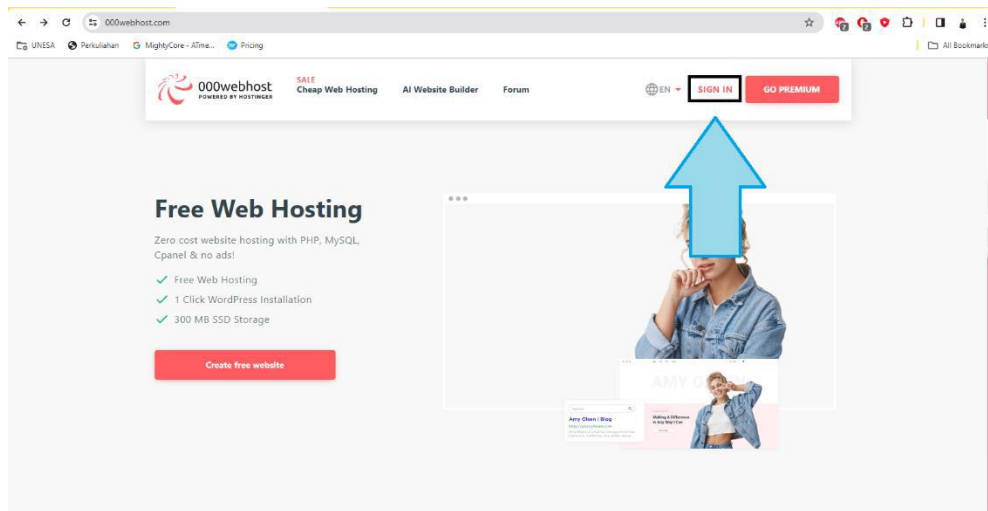 000webhost.com
2
2
UNESA Perkuliahan MightyCore - ATme... Pricing All Bookmarks
000webhost
POWERED BY HOSTINGER
SALE
Cheap Web Hosting AI Website Builder Forum EN SIGN IN GO PREMIUM
Free Web Hosting
Zero cost website hosting with PHP, MySQL,
Cpanel & no ads!
Free Web Hosting
1 Click WordPress Installation
300 MB SSD Storage
Create free website
AMY
Amy Olsen | Blog
Making A Difference
In Any Way I Can